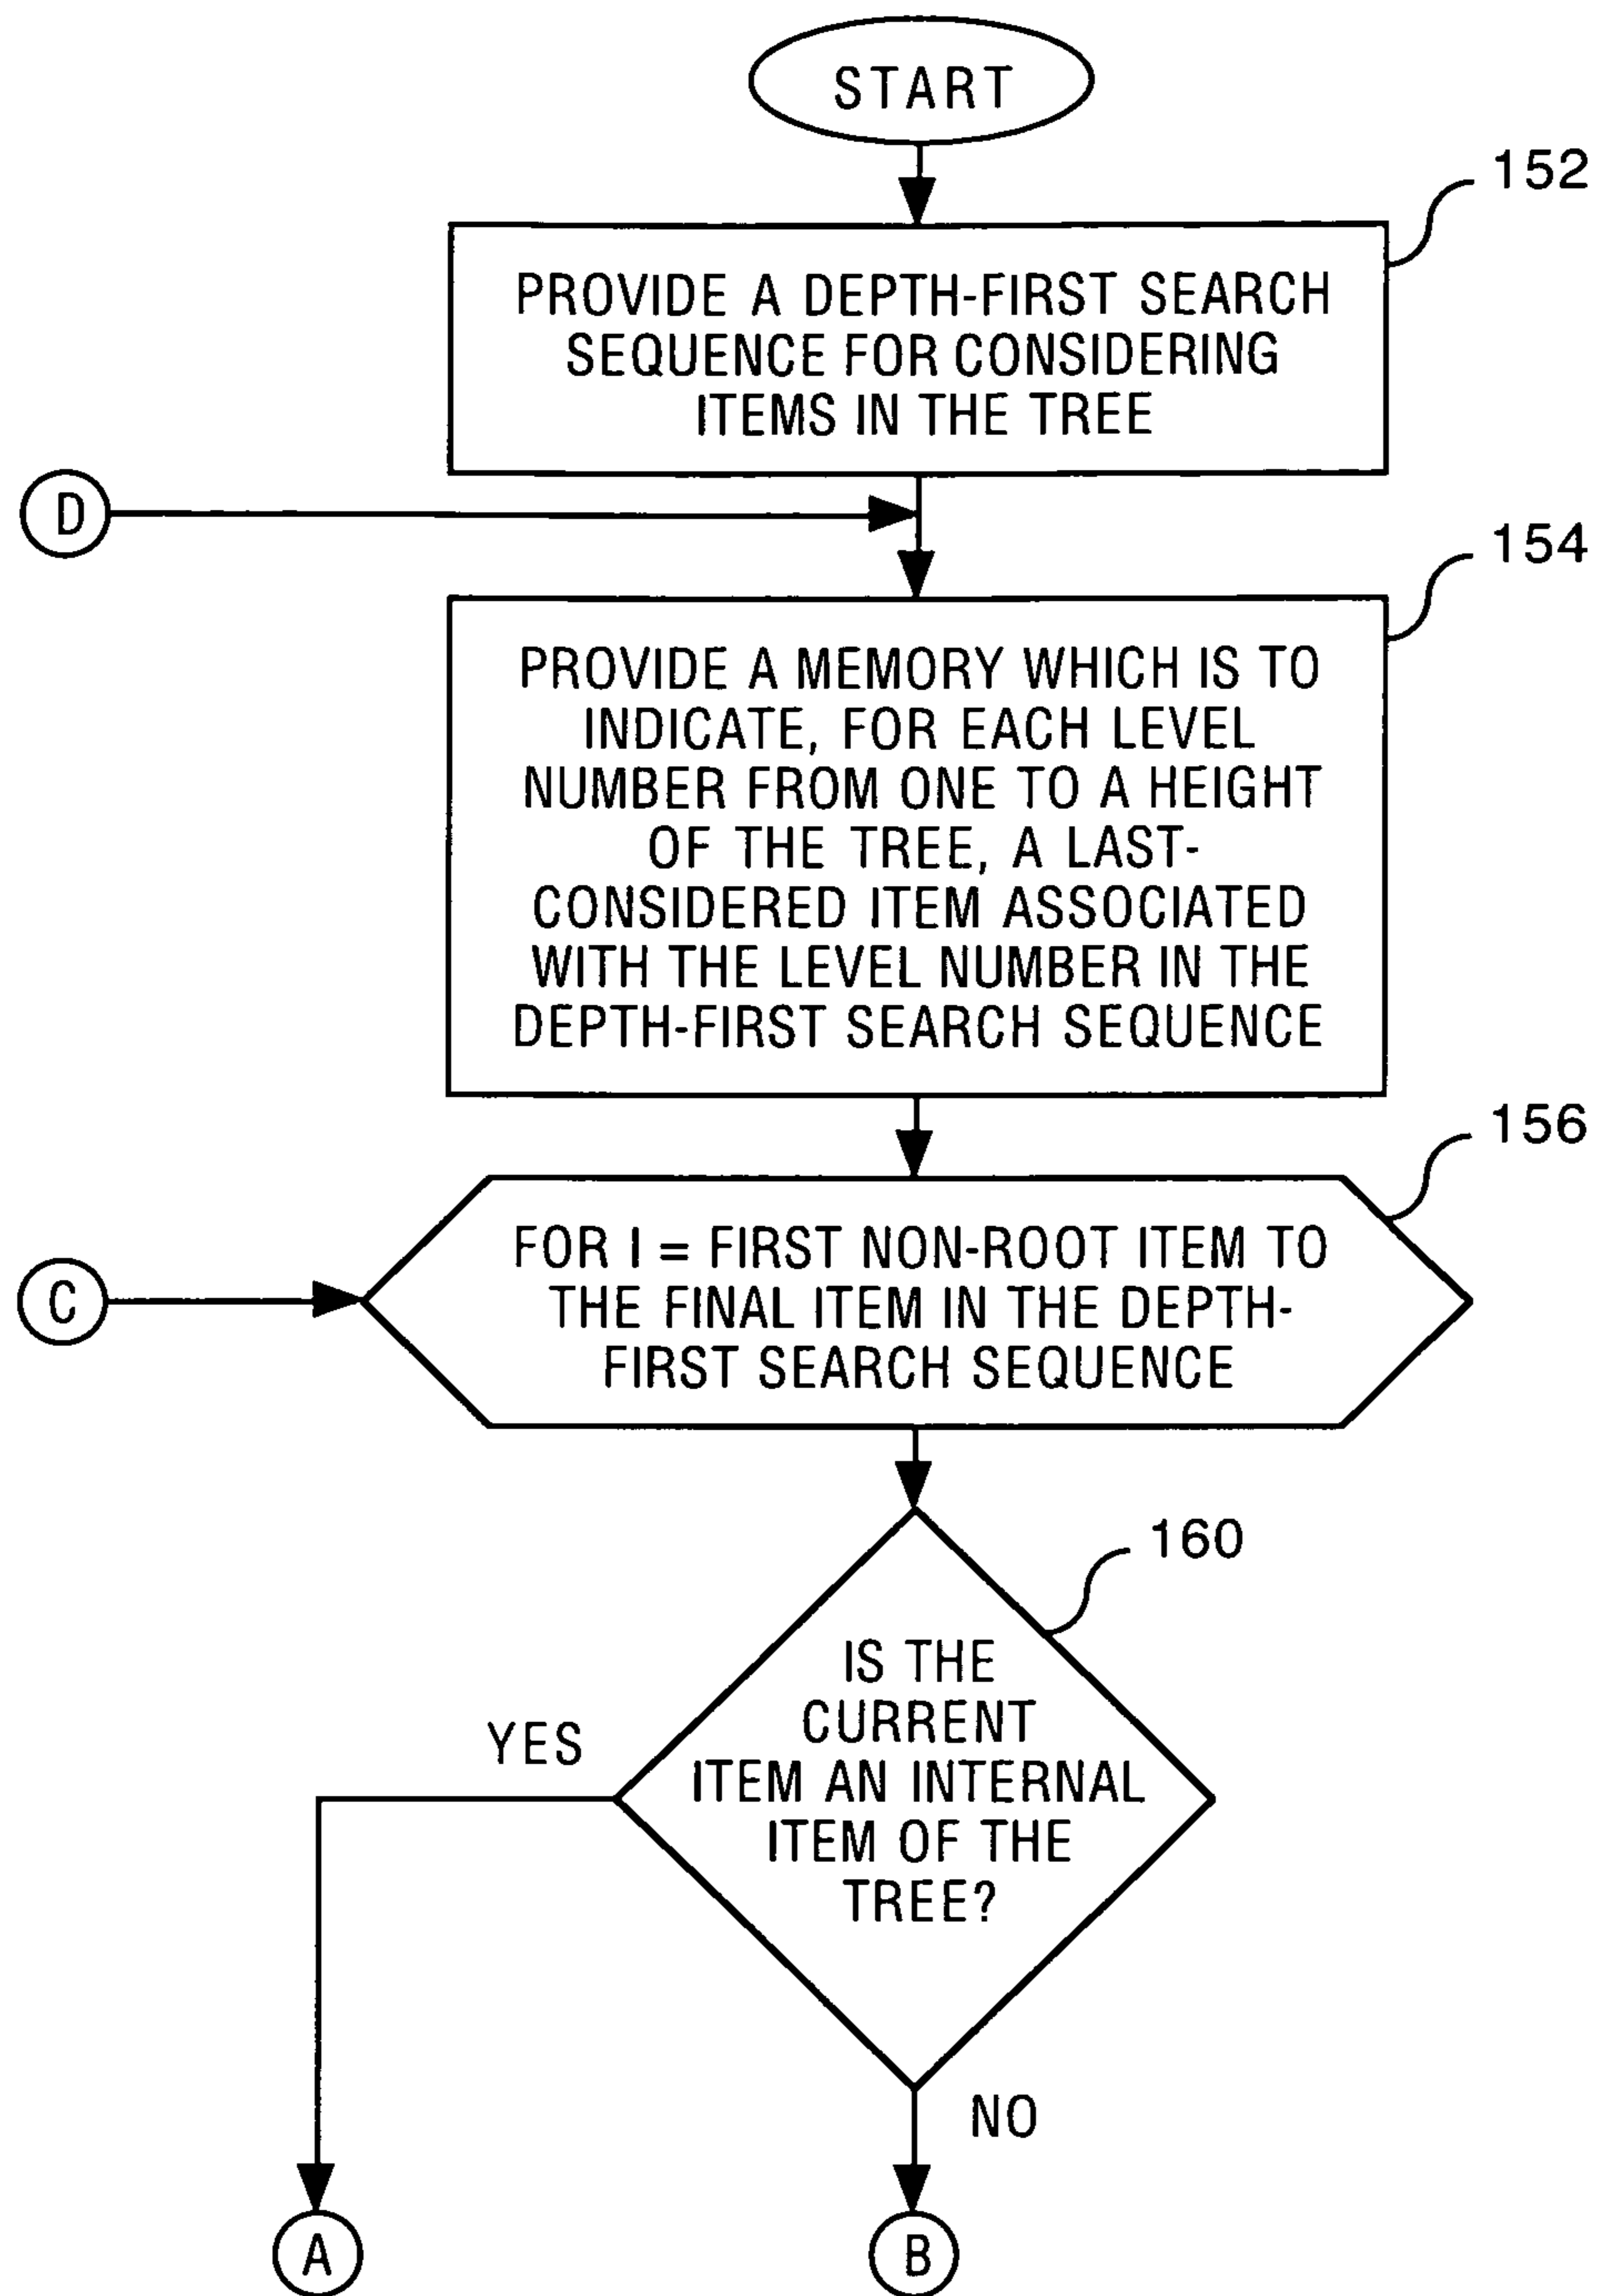 START
152
PROVIDE A DEPTH-FIRST SEARCH
SEQUENCE FOR CONSIDERING
ITEMS IN THE TREE
D
154
PROVIDE A MEMORY WHICH IS TO
INDICATE, FOR EACH LEVEL
NUMBER FROM ONE TO A HEIGHT
OF THE TREE, A LAST-
CONSIDERED ITEM ASSOCIATED
WITH THE LEVEL NUMBER IN THE
DEPTH-FIRST SEARCH SEQUENCE
156
C
FOR I = FIRST NON-ROOT ITEM TO
THE FINAL ITEM IN THE DEPTH-
FIRST SEARCH SEQUENCE
160
IS THE
CURRENT
ITEM AN INTERNAL
ITEM OF THE
TREE?
YES
NO
A
B